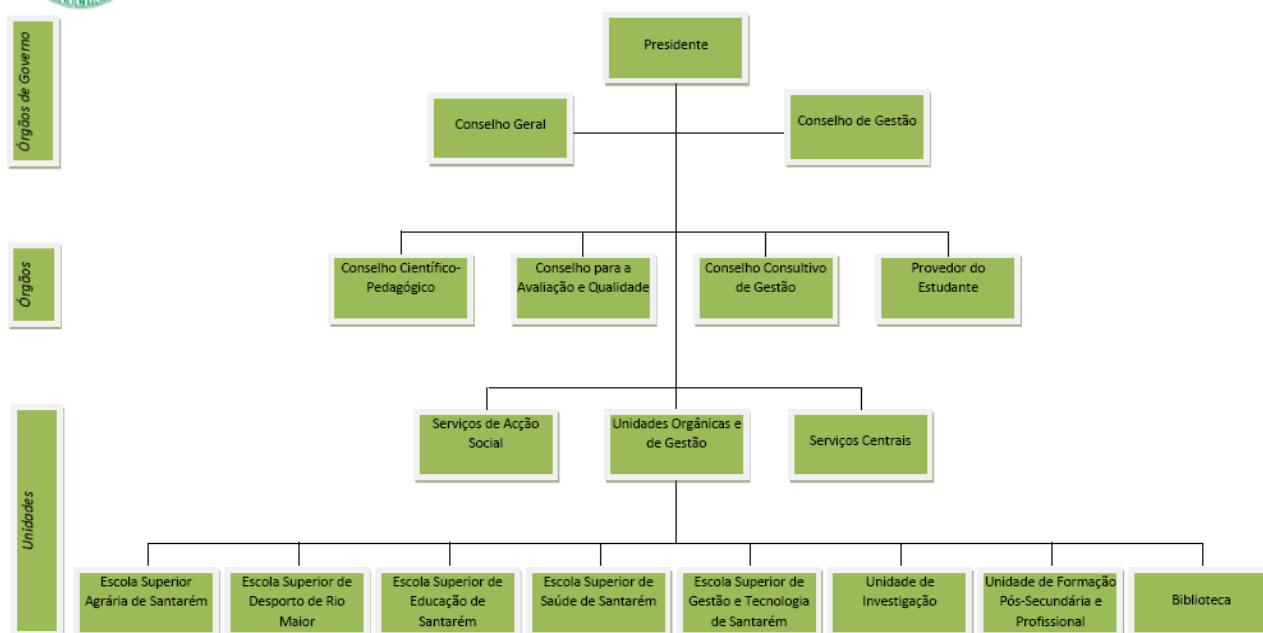 Órgãos de Governo
Presidente
Conselho Geral
Conselho de Gestão
Órgãos
Conselho Científico-
Pedagógico
Conselho para a
Avaliação e Qualidade
Conselho Consultivo
de Gestão
Provedor do
Estudante
Unidades
Serviços de Acção
Social
Unidades Orgânicas e
de Gestão
Serviços Centrais
Escola Superior
Agrária de Santarém
Escola Superior de
Desporto de Rio
Maior
Escola Superior de
Educação de
Santarém
Escola Superior de
Saúde de Santarém
Escola Superior de
Gestão e Tecnologia
de Santarém
Unidade de
Investigação
Unidade de Formação
Pós-Secundária e
Profissional
Biblioteca